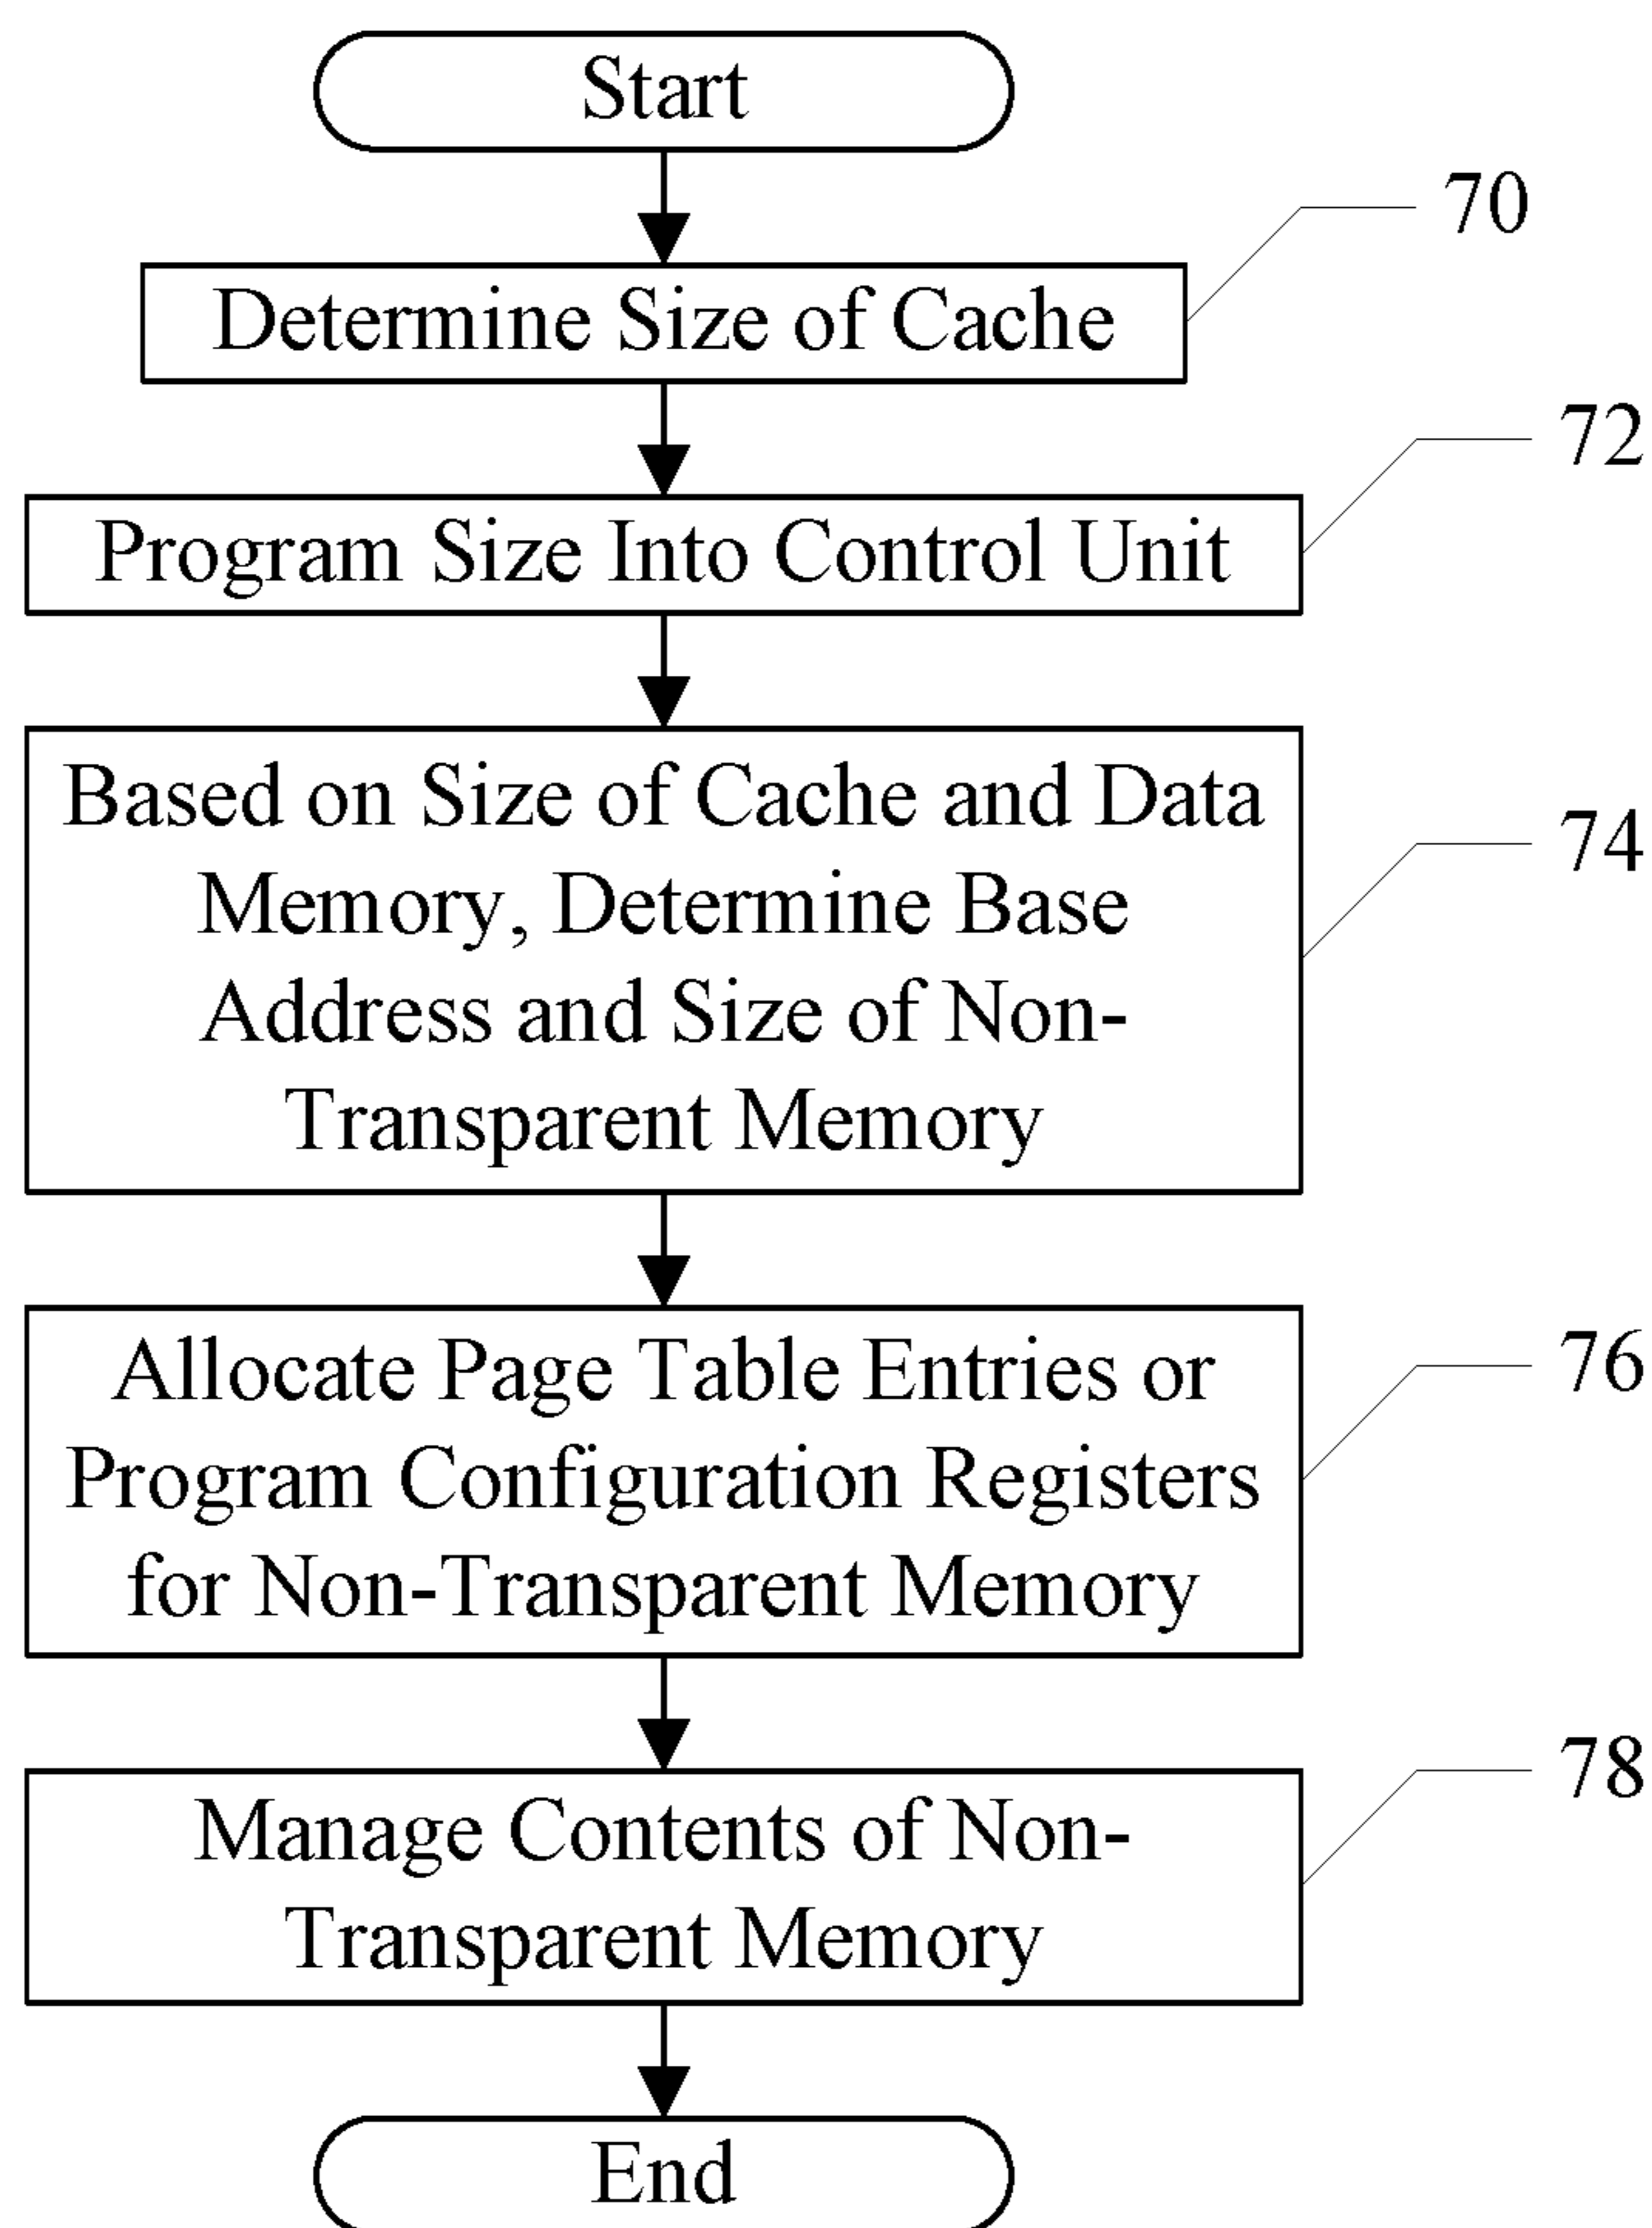 Start
70
Determine Size of Cache
72
Program Size Into Control Unit
74
Based on Size of Cache and Data
Memory, Determine Base
Address and Size of Non-
Transparent Memory
76
Allocate Page Table Entries or
Program Configuration Registers
for Non-Transparent Memory
78
Manage Contents of Non-
Transparent Memory
End